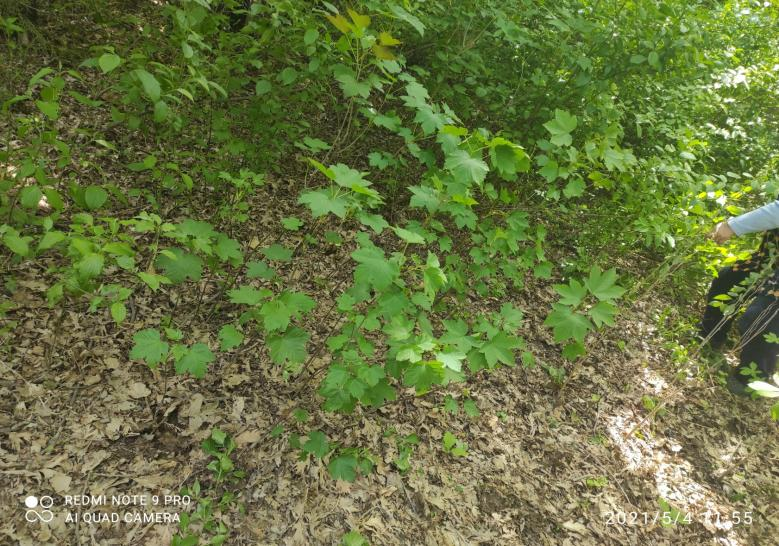 REDMI NOTE 9 PRO
AI QUAD CAMERA
2021/5/4 11:55